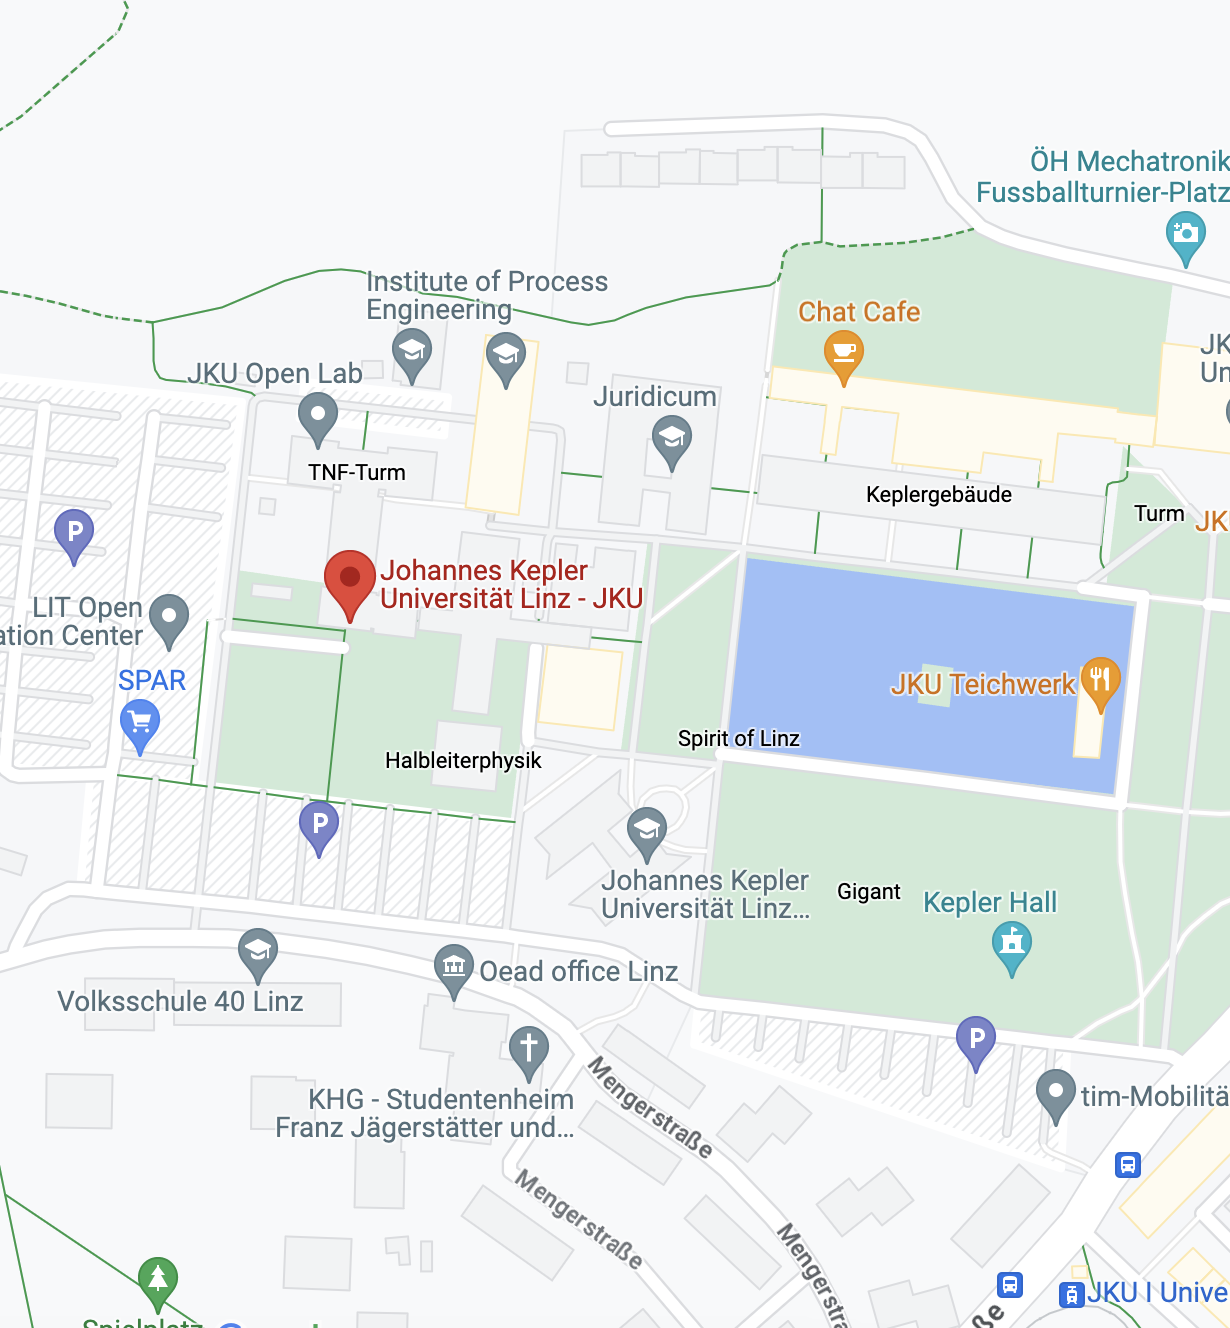 ÖH Mechatronik
Fussballturnier-Platz
Institute of Process
Engineering
Chat Cafe
JKU Open Lab
JK
Un
Juridicum
TNF-Turm
Keplergebäude
Turm
JK
P
Johannes Kepler
Universität Linz - JKU
LIT Open
ation Center
SPAR
JKU Teichwerk
Spirit of Linz
Halbleiterphysik
P
Johannes Kepler
Universität Linz...
Gigant
Kepler Hall
Oead office Linz
Volksschule 40 Linz
P
KHG - Studentenheim
Franz Jägerstätter und...
Mengerstraße
tim-Mobilitä
Mengerstraße
Mengerstra
JKU I Unive
ße
Spielplatz